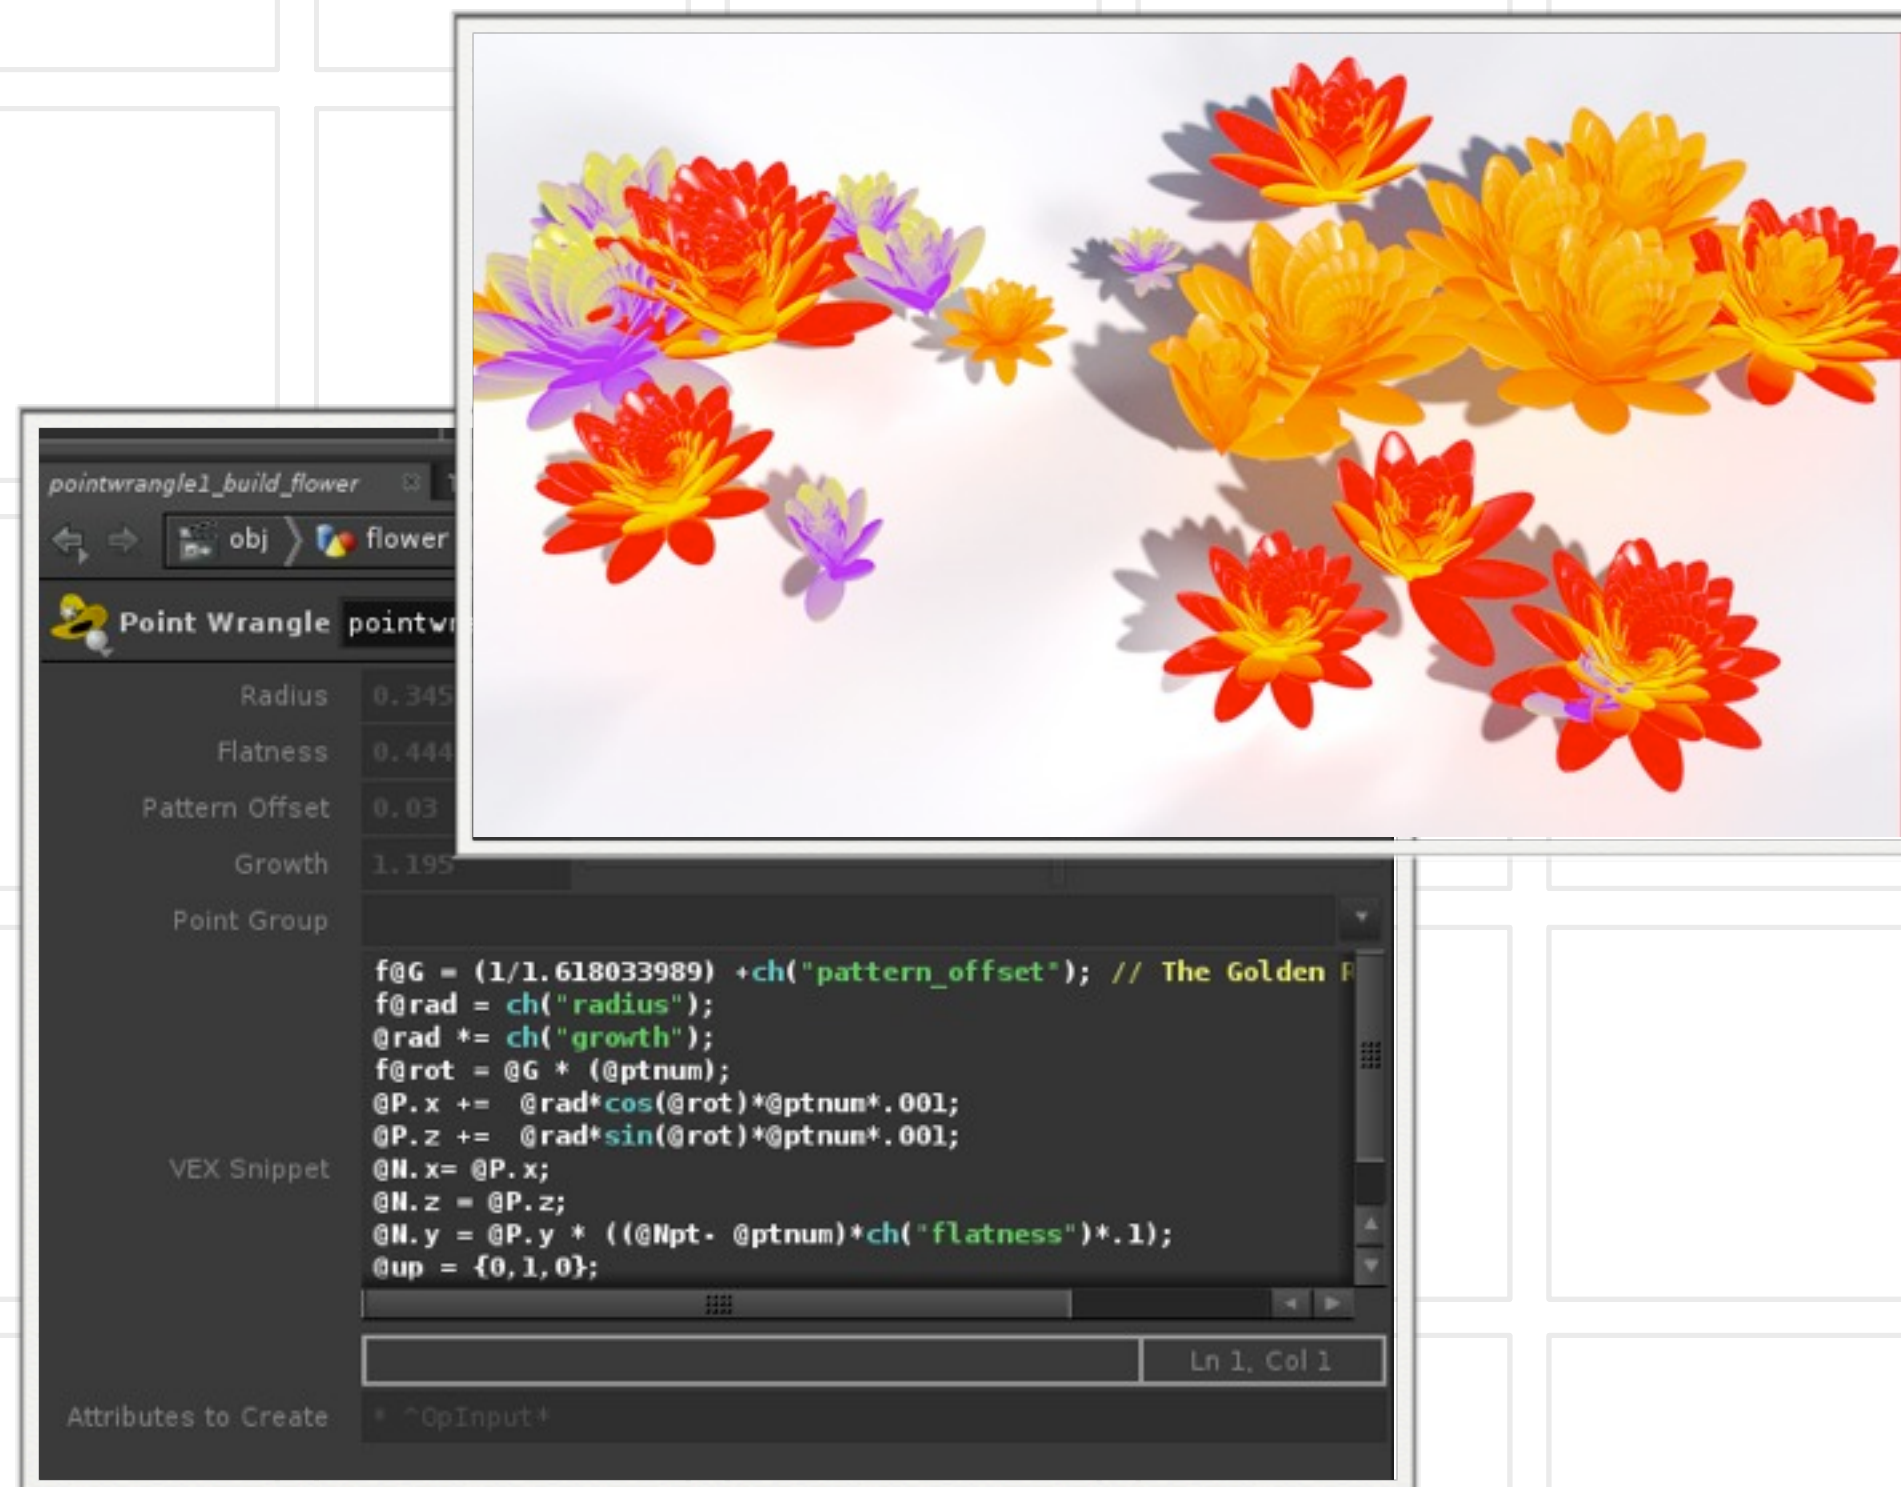 pointwrangle1_build_flower
obj flower
Point Wrangle pointwr
Radius 0.345
Flatness 0.444
Pattern Offset 0.03
Growth 1.195
Point Group
f@G = (1/1.618033989) +ch("pattern_offset"); // The Golden R
f@rad = ch("radius");
@rad *= ch("growth");
f@rot = @G * (@ptnum);
@P.x += @rad*cos(@rot)*@ptnum*.001;
@P.z += @rad*sin(@rot)*@ptnum*.001;
VEX Snippet
@N.x= @P.x;
@N.z = @P.z;
@N.y = @P.y * ((@Npt- @ptnum)*ch("flatness")*.1);
@up = {0,1,0};
Ln 1, Col 1
Attributes to Create * ^OpInput*